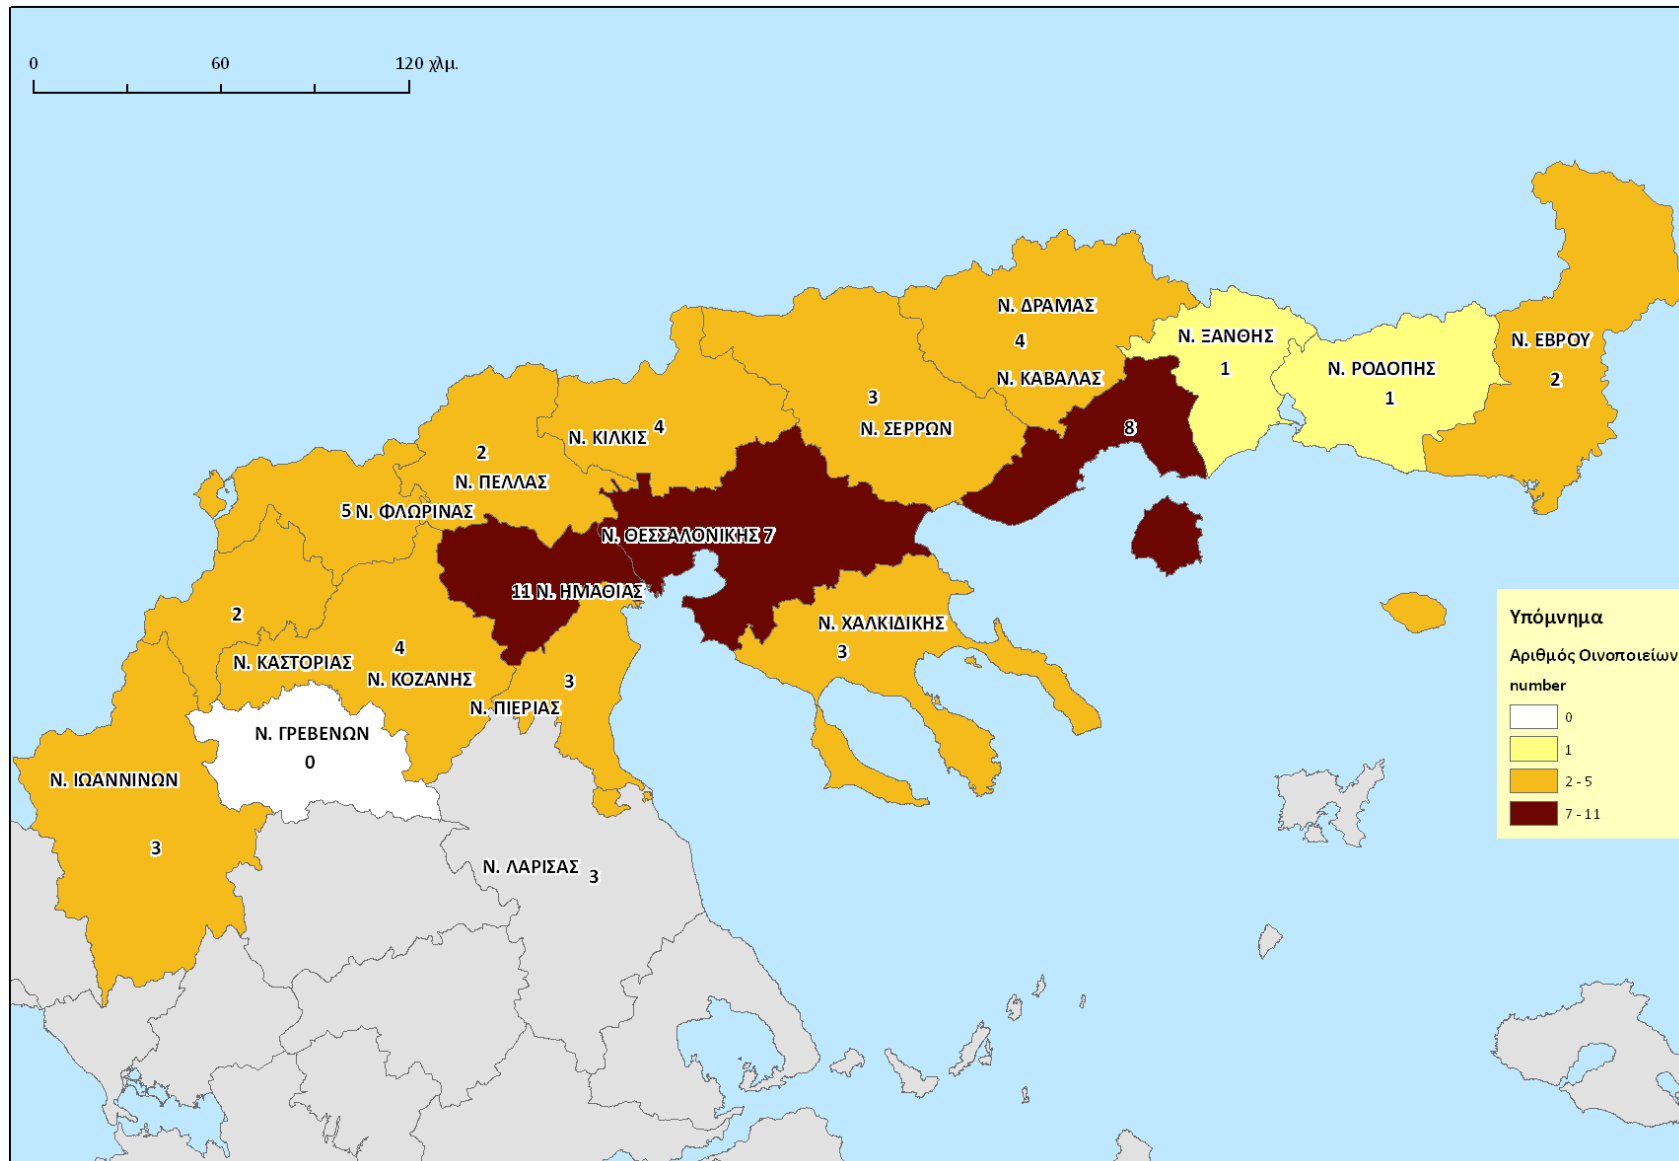 0 60 120 χλμ.
Ν. ΔΡΑΜΑΣ
4
Ν. ΞΑΝΘΗΣ
1
Ν. ΕΒΡΟΥ
2
Ν. ΡΟΔΟΠΗΣ
1
Ν. ΚΑΒΑΛΑΣ
8
3
Ν. ΣΕΡΡΩΝ
Ν. ΚΙΛΚΙΣ 4
2
Ν. ΠΕΛΛΑΣ
5 Ν. ΦΛΩΡΙΝΑΣ
Ν. ΘΕΣΣΑΛΟΝΙΚΗΣ 7
11 Ν. ΗΜΑΘΙΑΣ
2
Ν. ΚΑΣΤΟΡΙΑΣ
4
Ν. ΚΟΖΑΝΗΣ
3
Ν. ΠΙΕΡΙΑΣ
Ν. ΧΑΛΚΙΔΙΚΗΣ
3
Ν. ΓΡΕΒΕΝΩΝ
0
Ν. ΙΩΑΝΝΙΝΩΝ
3
Ν. ΛΑΡΙΣΑΣ 3
Υπόμνημα
Αριθμός Οινοποιείων
number
0
1
2 - 5
7 - 11